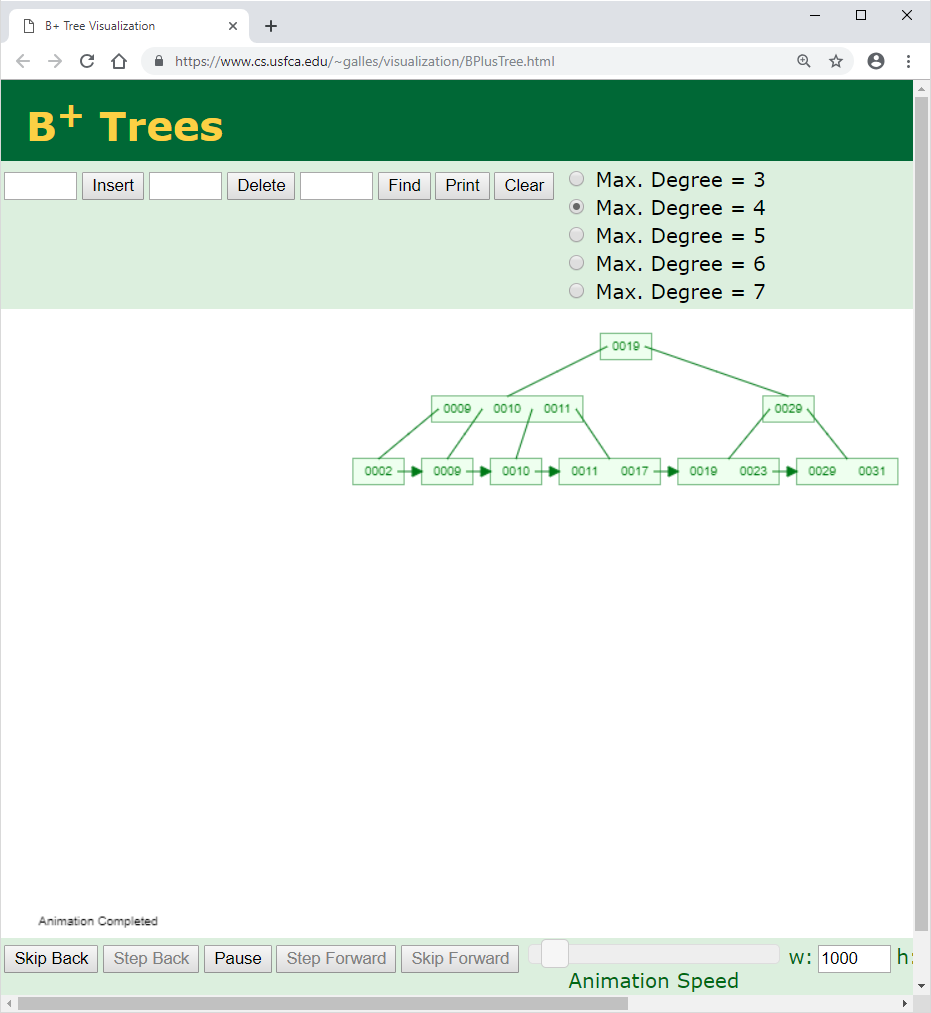 B+ Tree Visualization
https://www.cs.usfca.edu/~galles/visualization/BPlusTree.html
B+ Trees
Insert Delete Find Print Clear
Max. Degree = 3
Max. Degree = 4
Max. Degree = 5
Max. Degree = 6
Max. Degree = 7
0019
0009 0010 0011 0029
0002 0009 0010 0011 0017 0019 0023 0029 0031
Animation Completed
Skip Back Step Back Pause Step Forward Skip Forward w: 1000 h:
Animation Speed